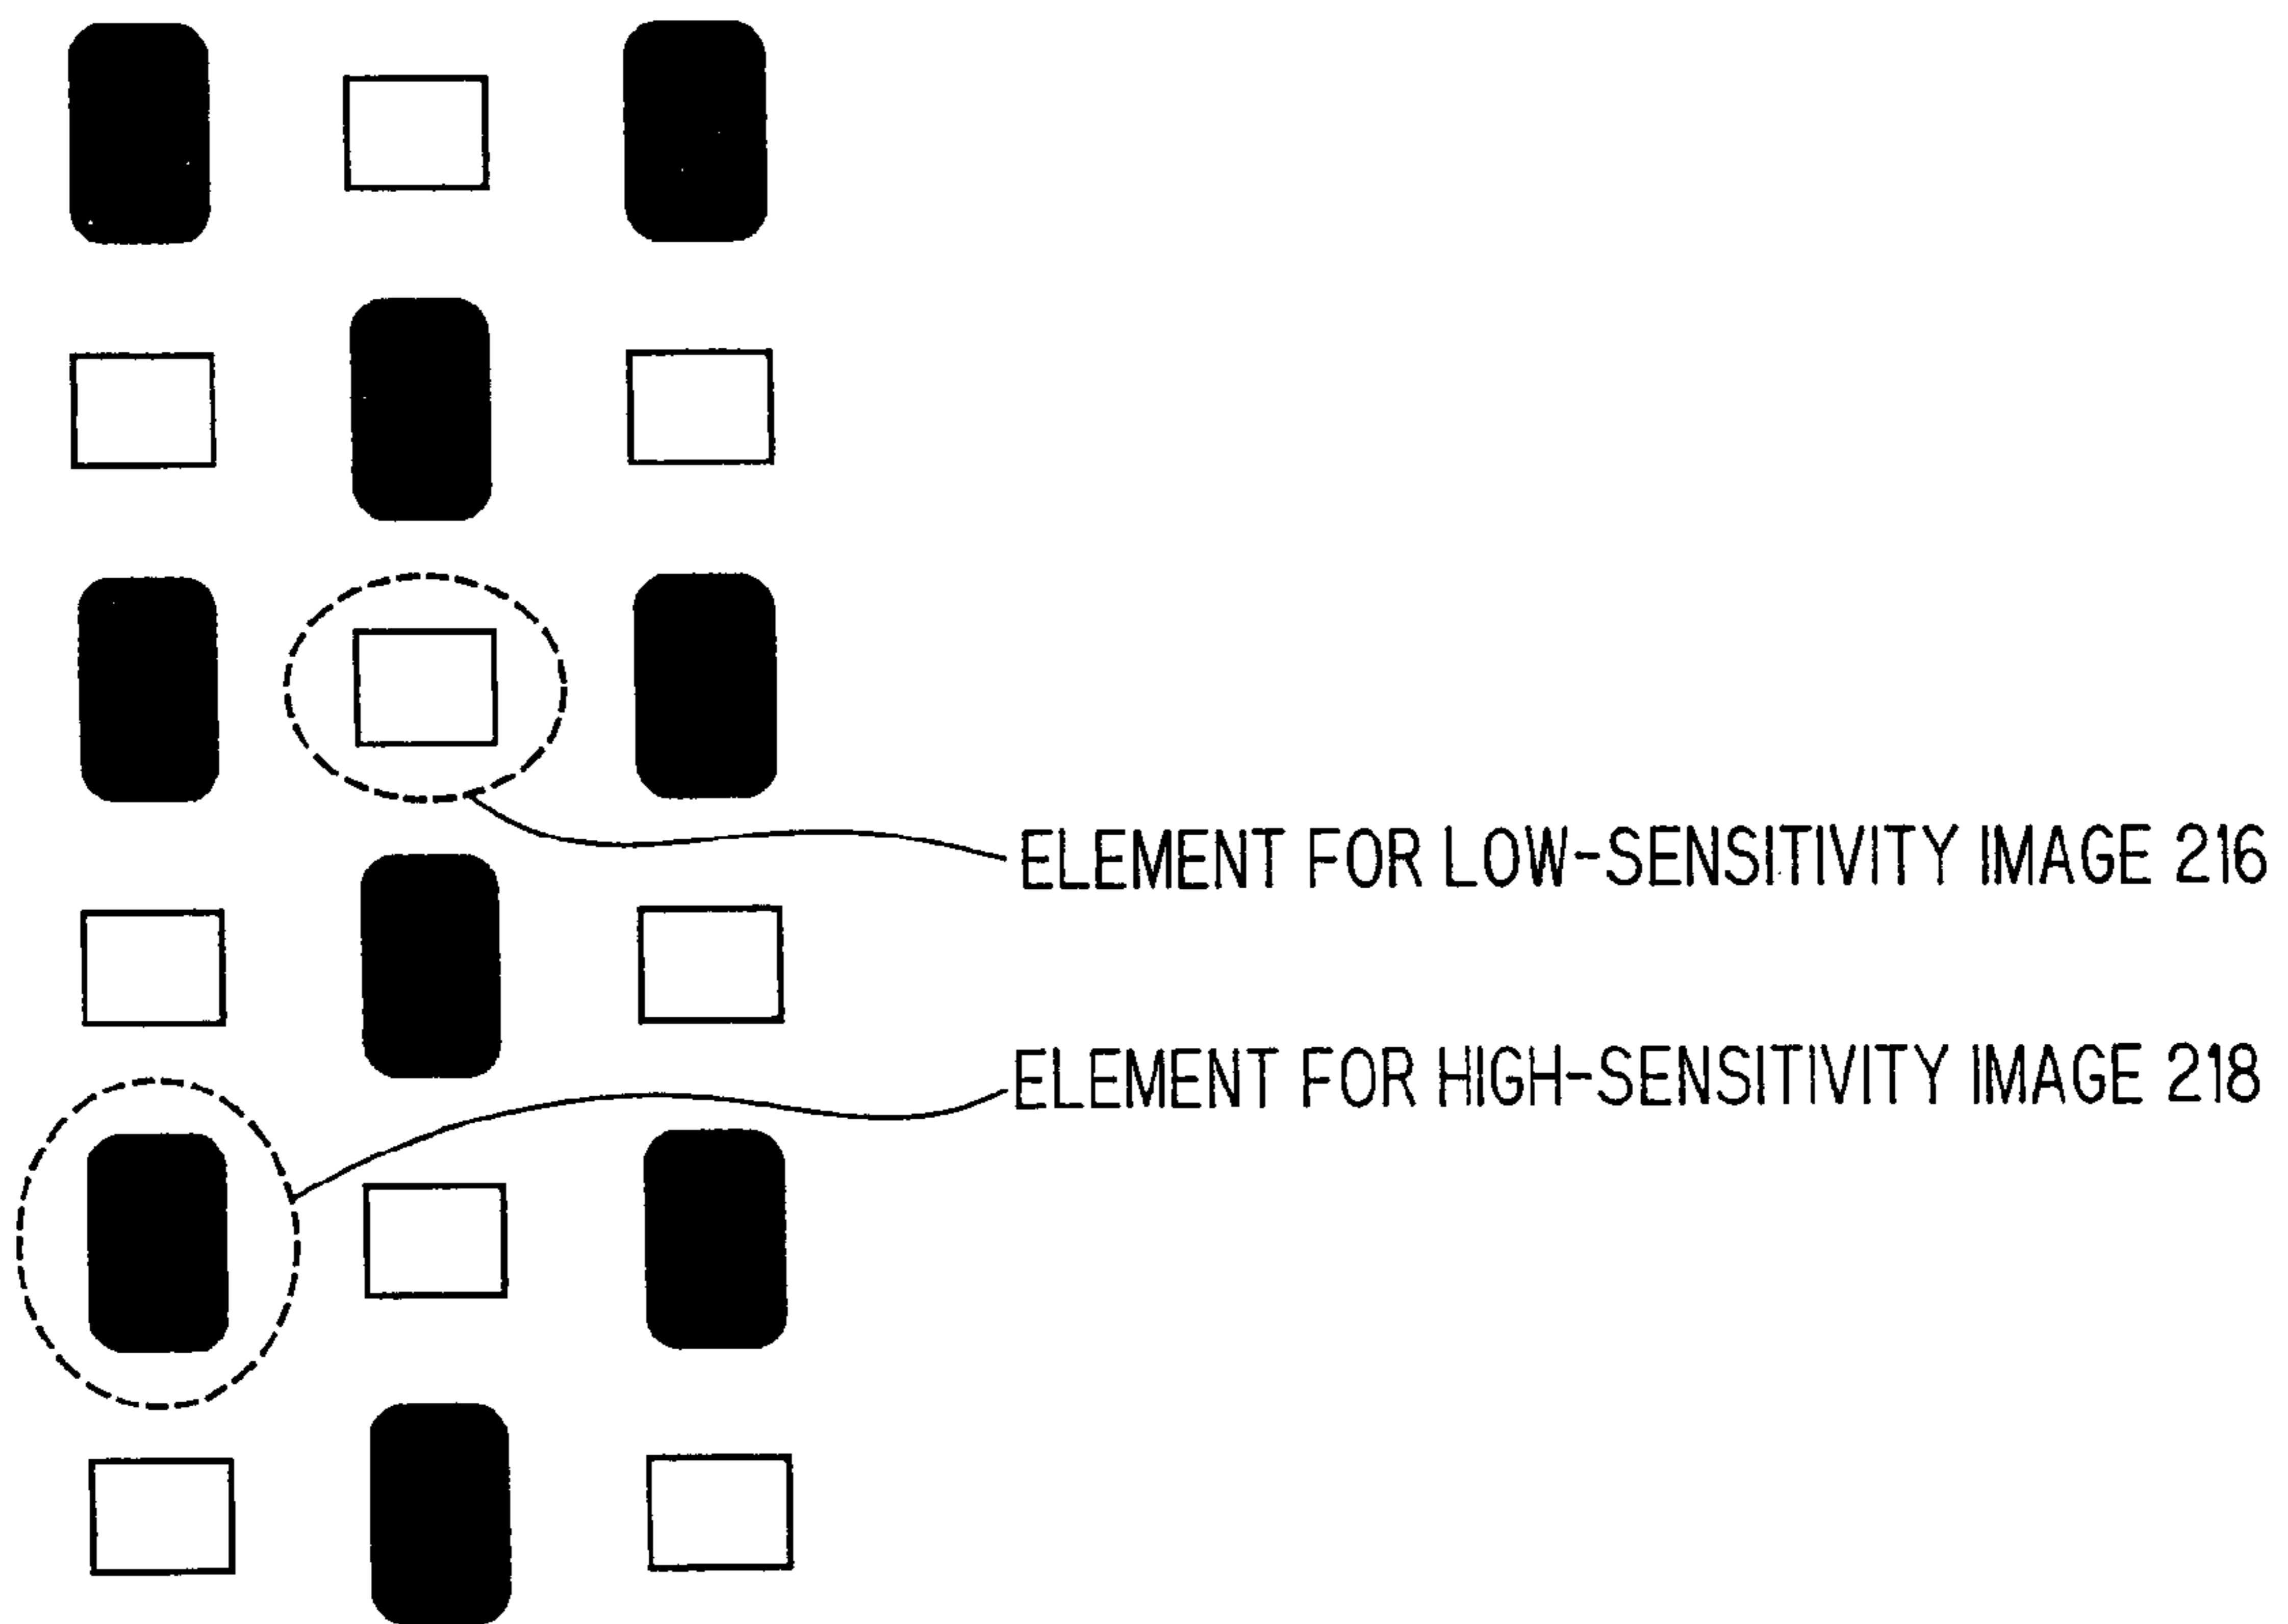 ELEMENT FOR LOW-SENSITIVITY IMAGE 216
ELEMENT FOR HIGH-SENSITIVITY IMAGE 218